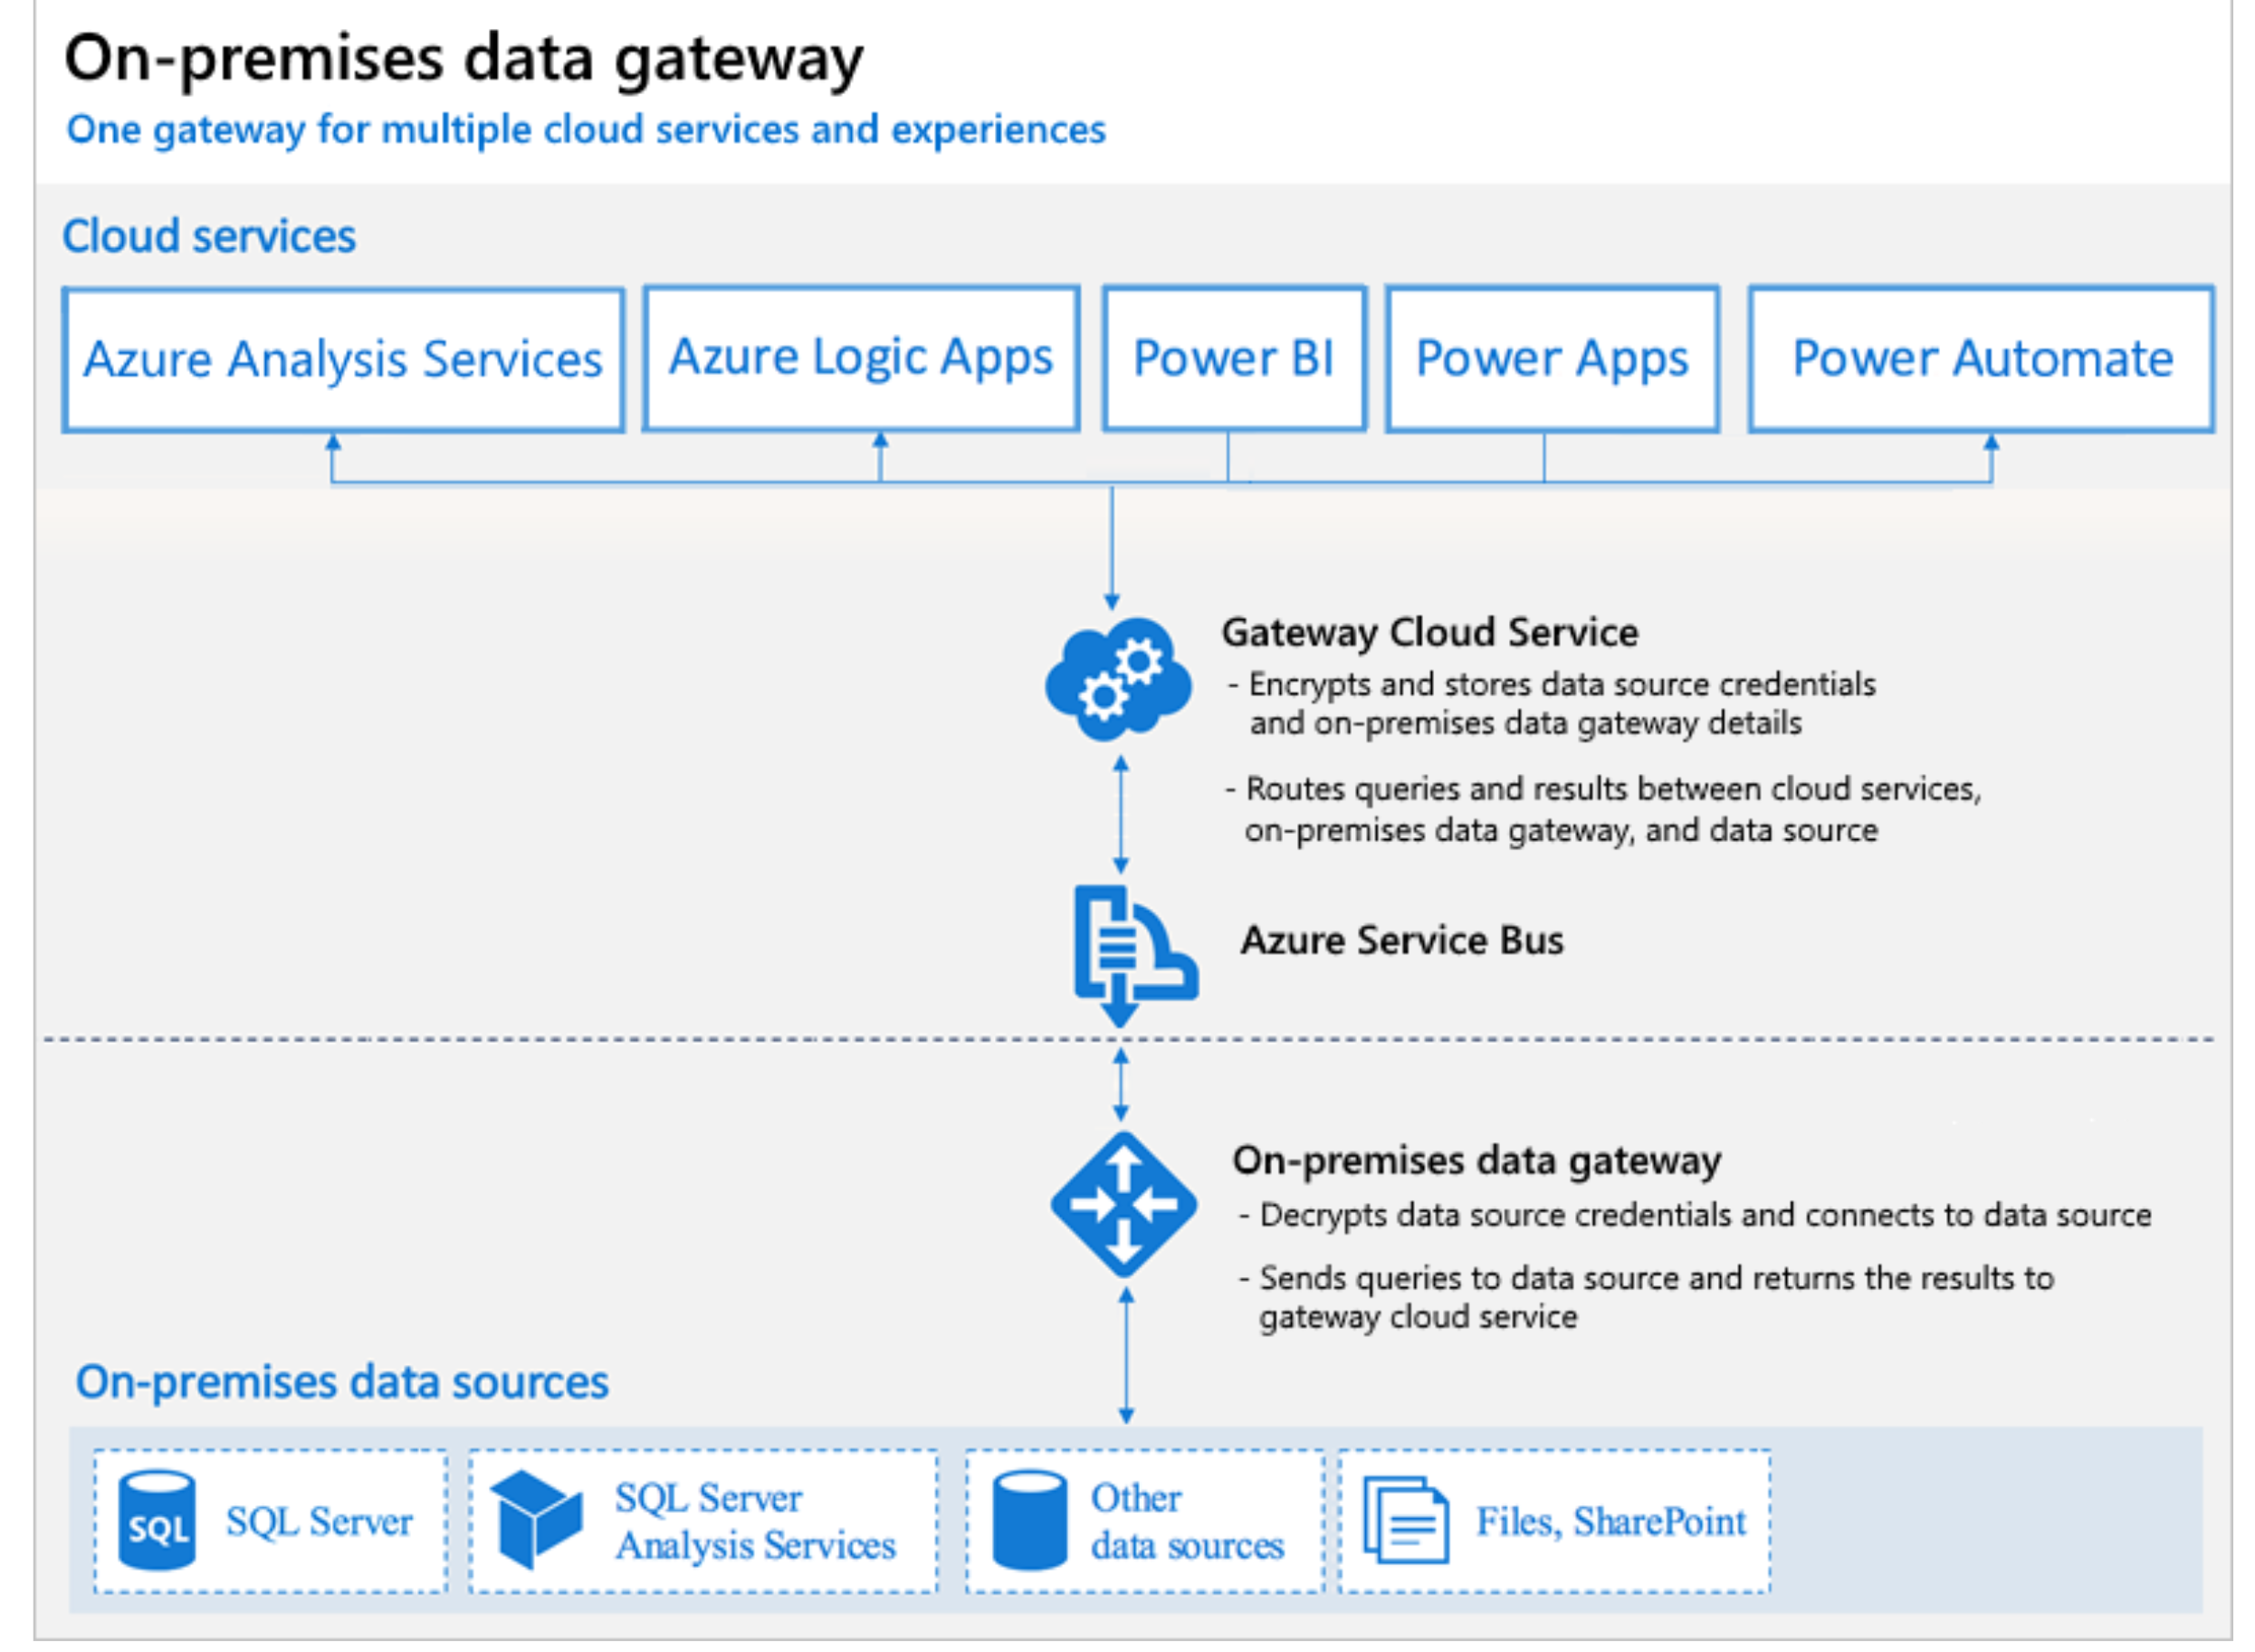 On-premises data gateway
One gateway for multiple cloud services and experiences
Cloud services
Azure Analysis Services
Azure Logic Apps
Power BI
Power Apps
Power Automate
Gateway Cloud Service
- Encrypts and stores data source credentials
and on-premises data gateway details
- Routes queries and results between cloud services,
on-premises data gateway, and data source
Azure Service Bus
On-premises data gateway
- Decrypts data source credentials and connects to data source
- Sends queries to data source and returns the results to
gateway cloud service
On-premises data sources
SQL
SQL Server
SQL Server
Analysis Services
Other
data sources
Files, SharePoint